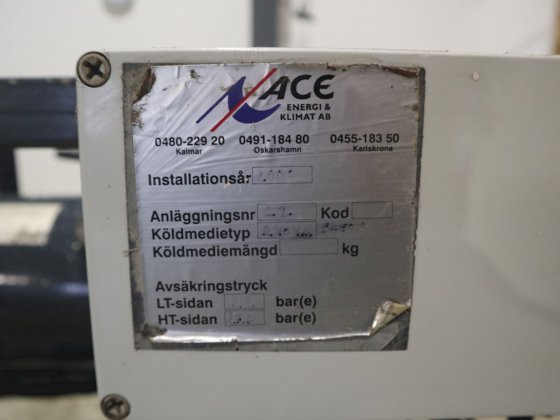 ACE
ENERGI &
KLIMAT AB
0480-229 20 0491-184 80 0455-183 50
Kalmar Oskarshamn Karlskrona
Installationsår
Anläggningsnr Kod
Köldmedietyp
Köldmediemängd kg
Avsäkringstryck
LT-sidan bar(e)
HT-sidan bar(e)